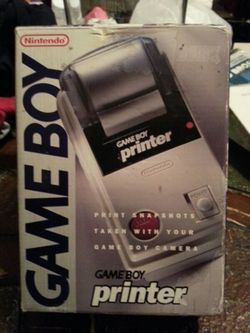 Nintendo
GAME BOY
GAME BOY
printer
PRINT SNAPSHOTS
TAKEN WITH YOUR
GAME BOY CAMERA
GAME BOY
printer